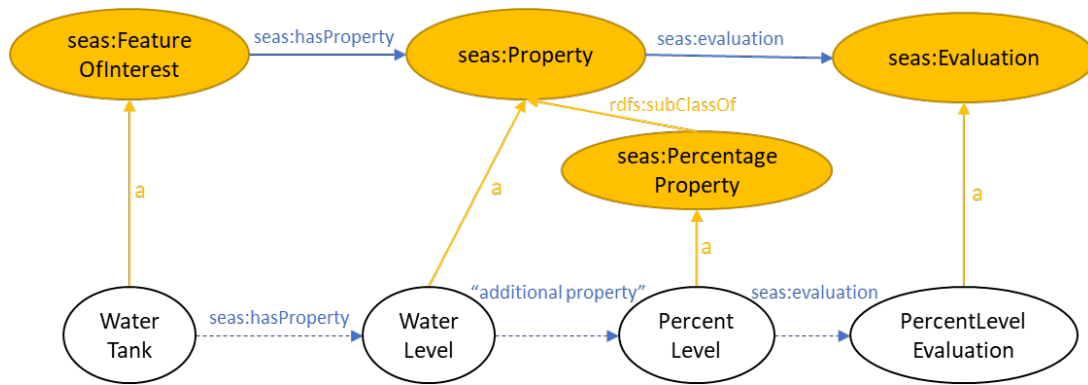 seas:Feature
OfInterest
seas:hasProperty
seas:Property
seas:evaluation
seas:Evaluation
rdfs:subClassOf
seas:Percentage
Property
a
a
a
a
Water
Tank
seas:hasProperty
Water
Level
“additional property”
Percent
Level
seas:evaluation
PercentLevel
Evaluation